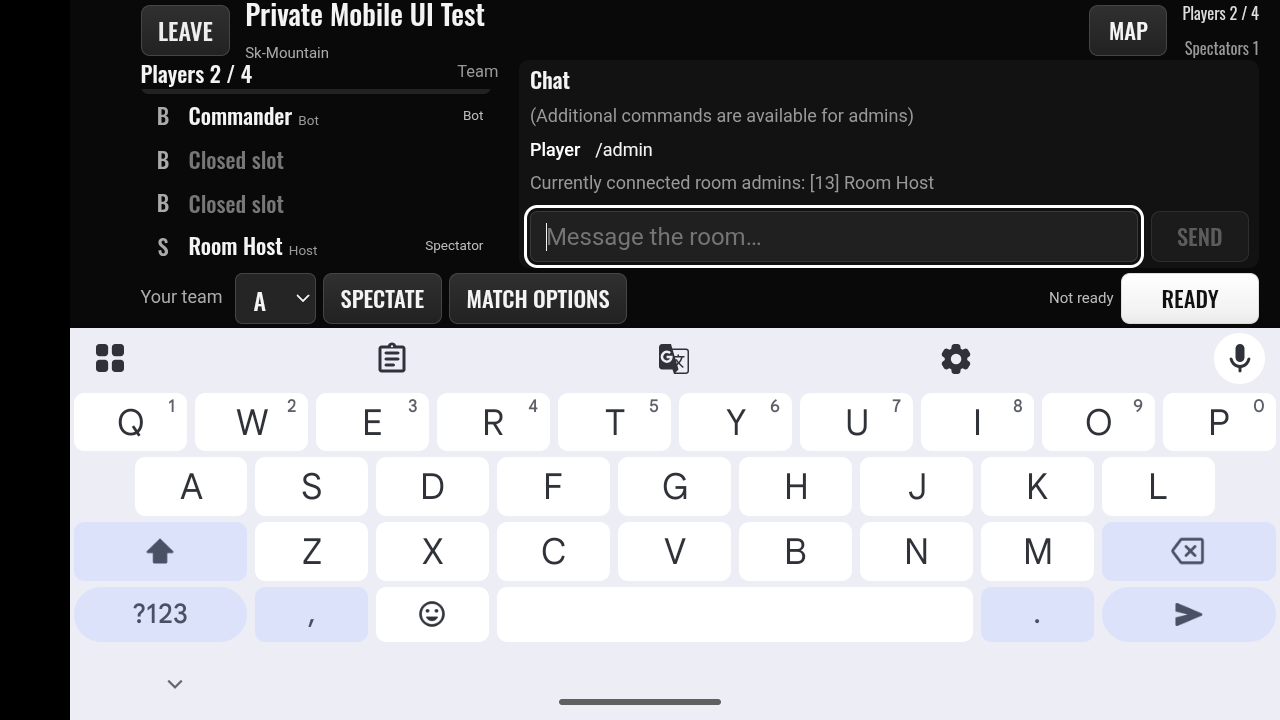 LEAVE
Private Mobile UI Test
Sk-Mountain
MAP
Players 2 / 4
Spectators 1
Players 2 / 4
Team
B Commander Bot Bot
B Closed slot
B Closed slot
S Room Host Host Spectator
Chat
(Additional commands are available for admins)
Player /admin
Currently connected room admins: [13] Room Host
Message the room...
SEND
Your team A SPECTATE MATCH OPTIONS Not ready READY
Q 1 W 2 E 3 R 4 T 5 Y 6 U 7 I 8 O 9 P 0
A S D F G H J K L
Z X C V B N M
?123 , .